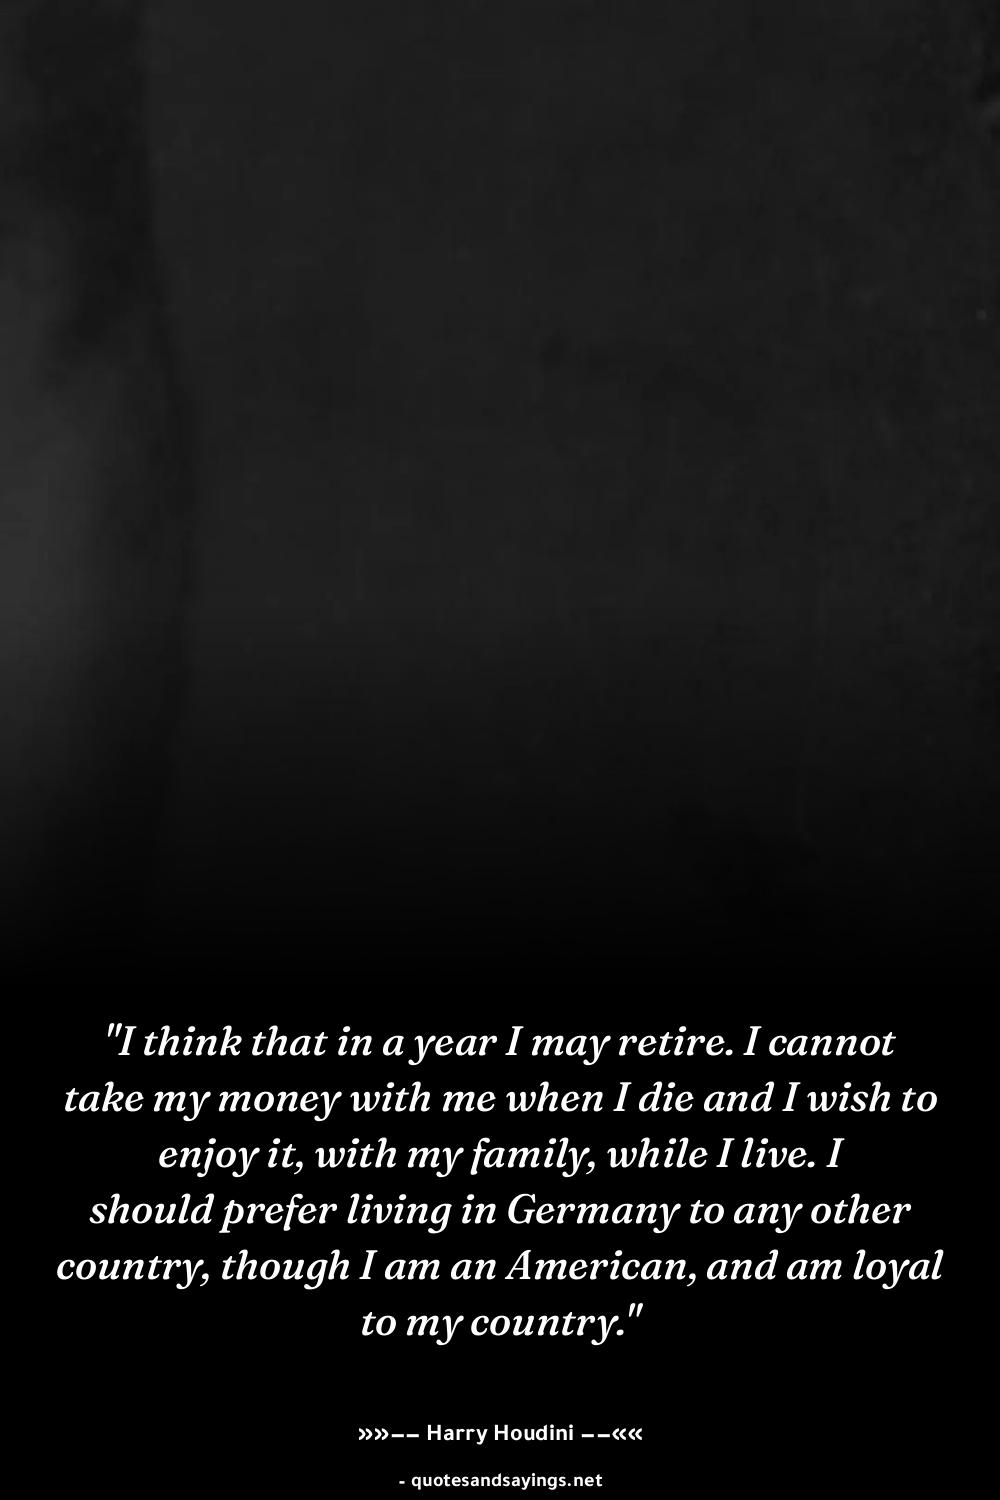 "I think that in a year I may retire. I cannot
take my money with me when I die and I wish to
enjoy it, with my family, while I live. I
should prefer living in Germany to any other
country, though I am an American, and am loyal
to my country."
»»−− Harry Houdini −−««
- quotesandsayings.net